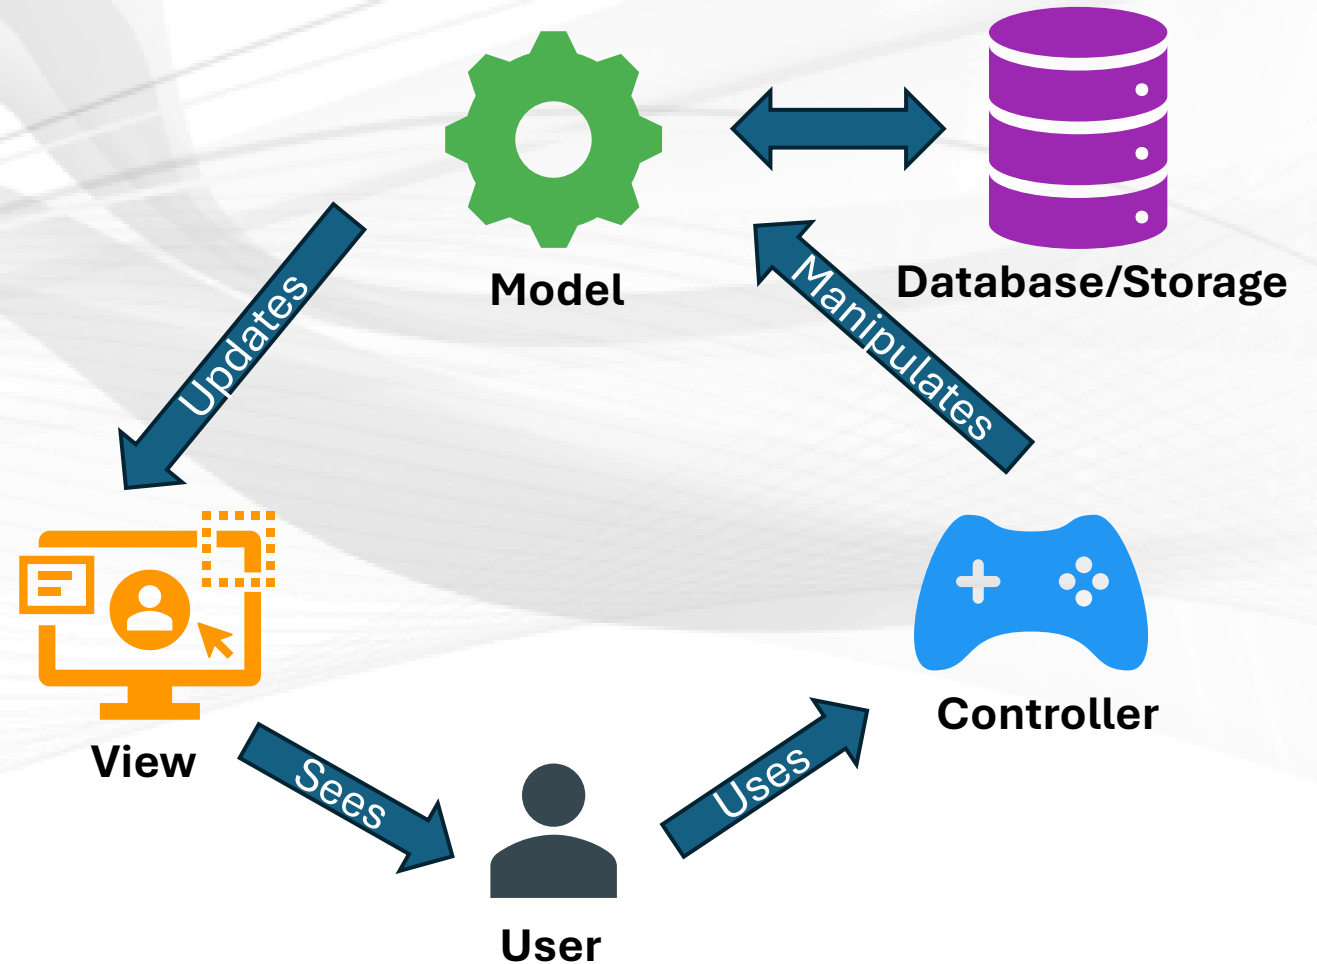 Model
Database/Storage
Updates
Manipulates
View
Controller
Sees
Uses
User